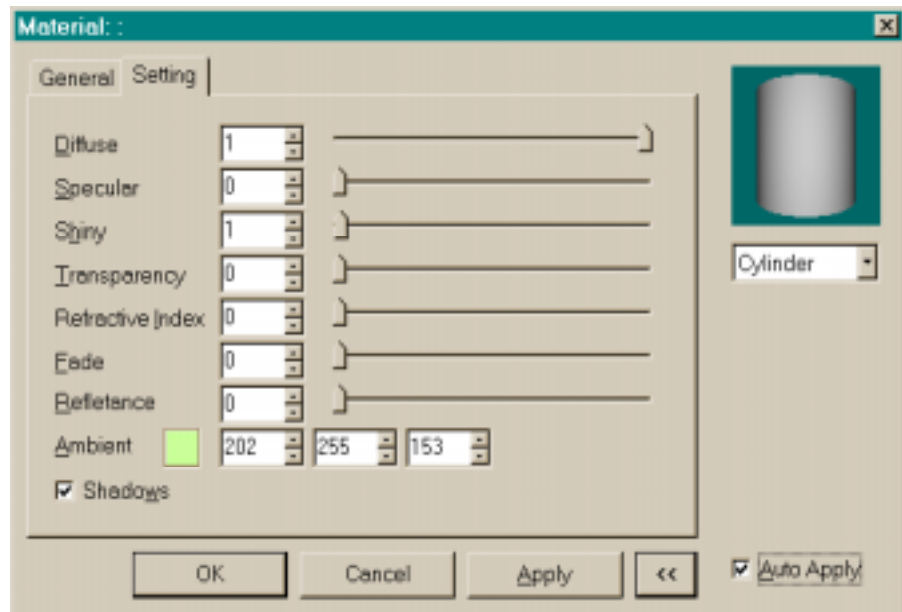 Material: :
General Setting
Diffuse 1
Specular 0
Shiny 1
Transparency 0
Refractive Index 0
Fade 0
Refletance 0
Ambient 202 255 153
Shadows
Cylinder
OK Cancel Apply << Auto Apply